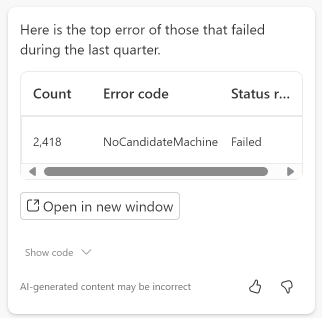 Here is the top error of those that failed
during the last quarter.
Count Error code Status r...
2,418 NoCandidateMachine Failed
Open in new window
Show code
AI-generated content may be incorrect